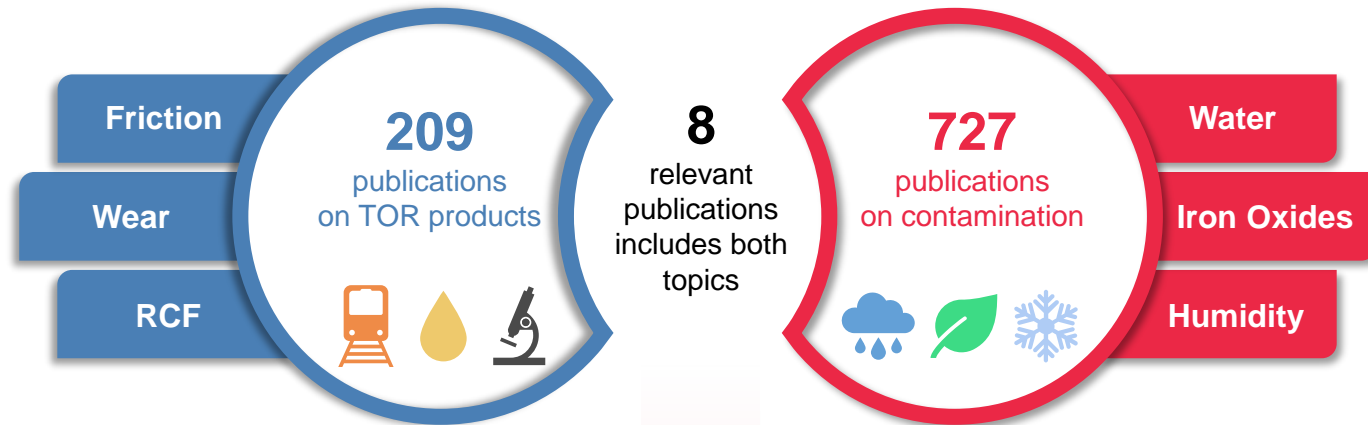 Friction
Wear
RCF
209
publications
on TOR products
8
relevant
publications
includes both
topics
727
publications
on contamination
Water
Iron Oxides
Humidity